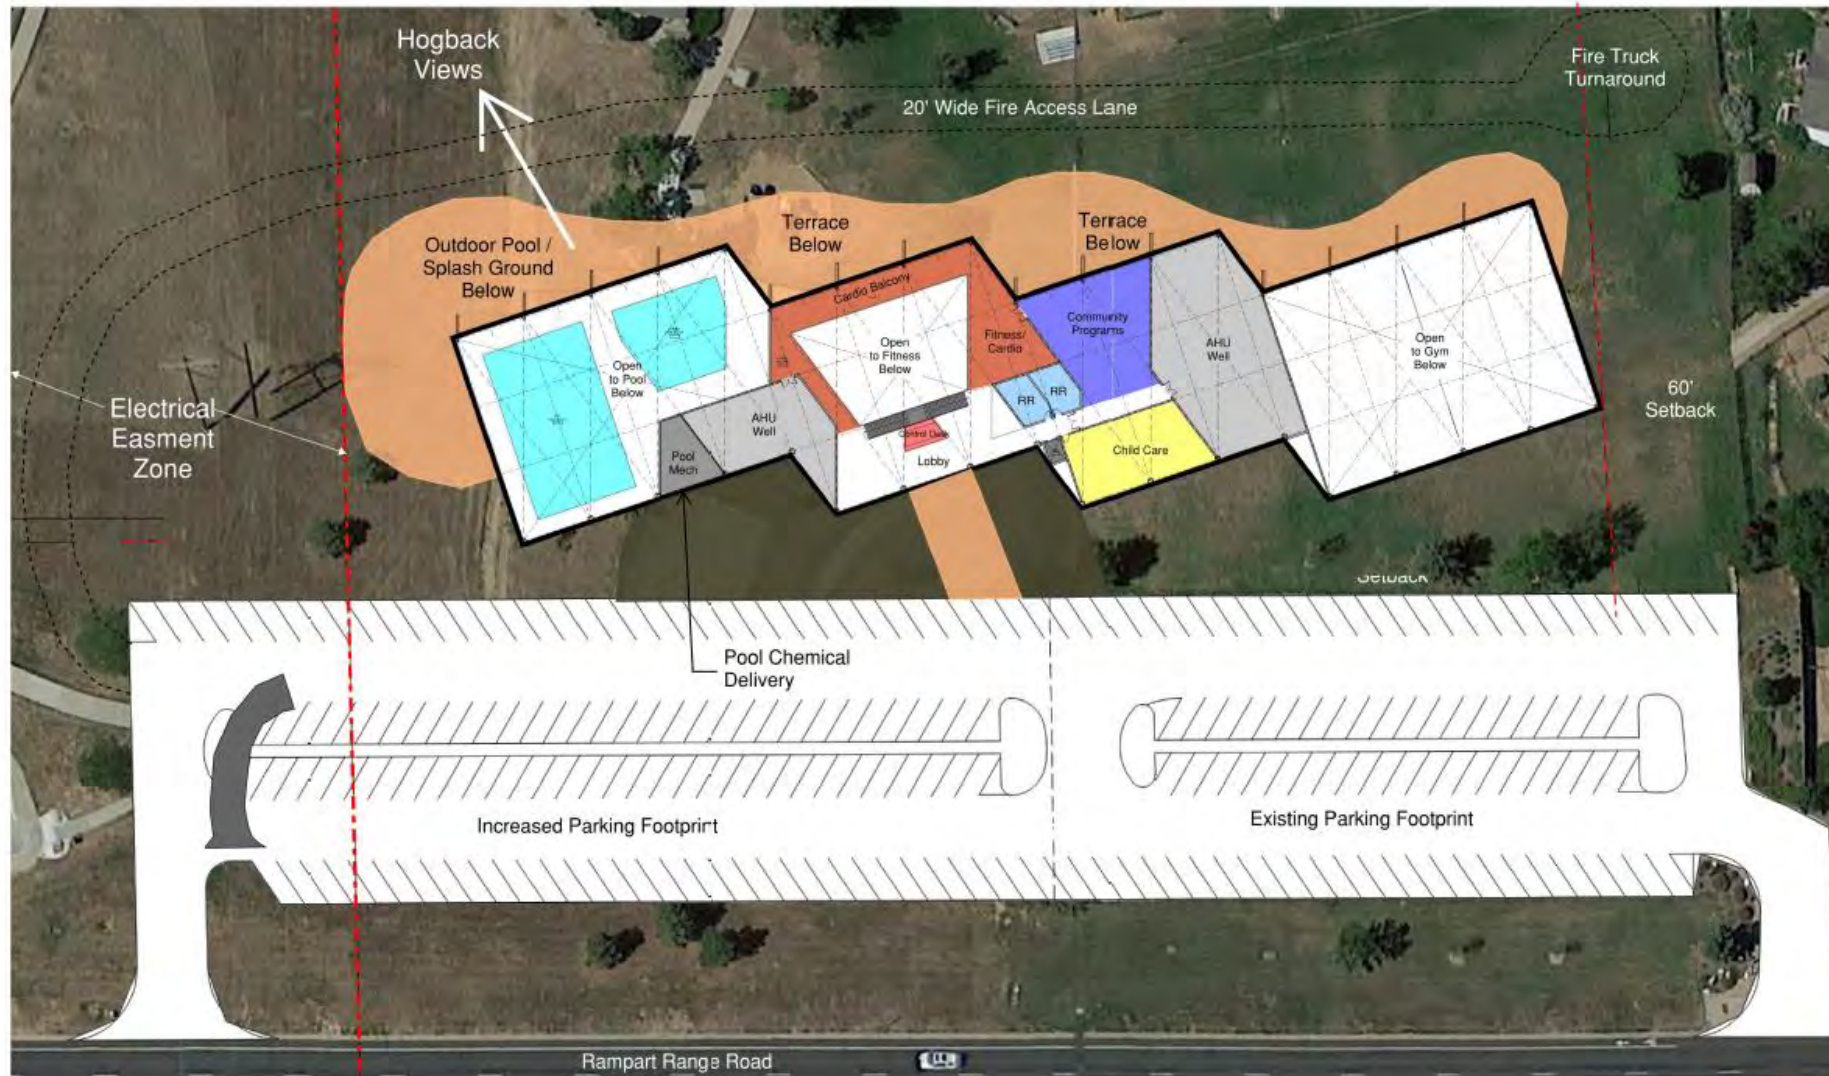 Hogback
Views
Fire Truck
Turnaround
20' Wide Fire Access Lane
Outdoor Pool /
Splash Ground
Below
Terrace
Below
Terrace
Below
Cardio Balcony
Community
Programs
Fitness/
Cardio
Open
to Fitness
Below
AHU
Well
Open
to Gym
Below
Open
to Pool
Below
RR
RR
60'
Setback
Electrical
Easment
Zone
AHU
Well
Pool
Mech
Control Desk
Lobby
Child Care
Setback
Pool Chemical
Delivery
Increased Parking Footprint
Existing Parking Footprint
Rampart Range Road